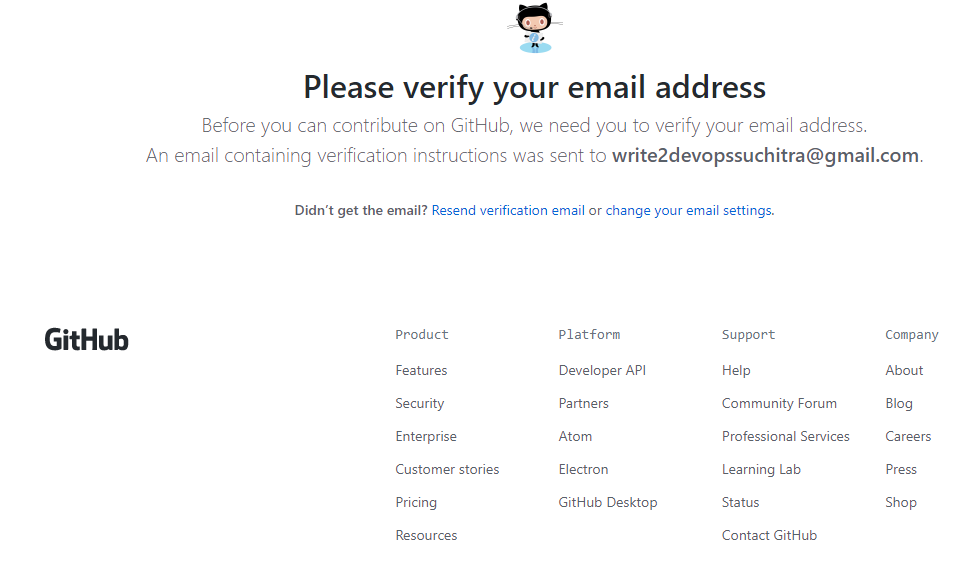 Please verify your email address
Before you can contribute on GitHub, we need you to verify your email address.
An email containing verification instructions was sent to write2devopssuchitra@gmail.com.
Didn't get the email? Resend verification email or change your email settings.
GitHub
Product
Features
Security
Enterprise
Customer stories
Pricing
Resources
Platform
Developer API
Partners
Atom
Electron
GitHub Desktop
Support
Help
Community Forum
Professional Services
Learning Lab
Status
Contact GitHub
Company
About
Blog
Careers
Press
Shop